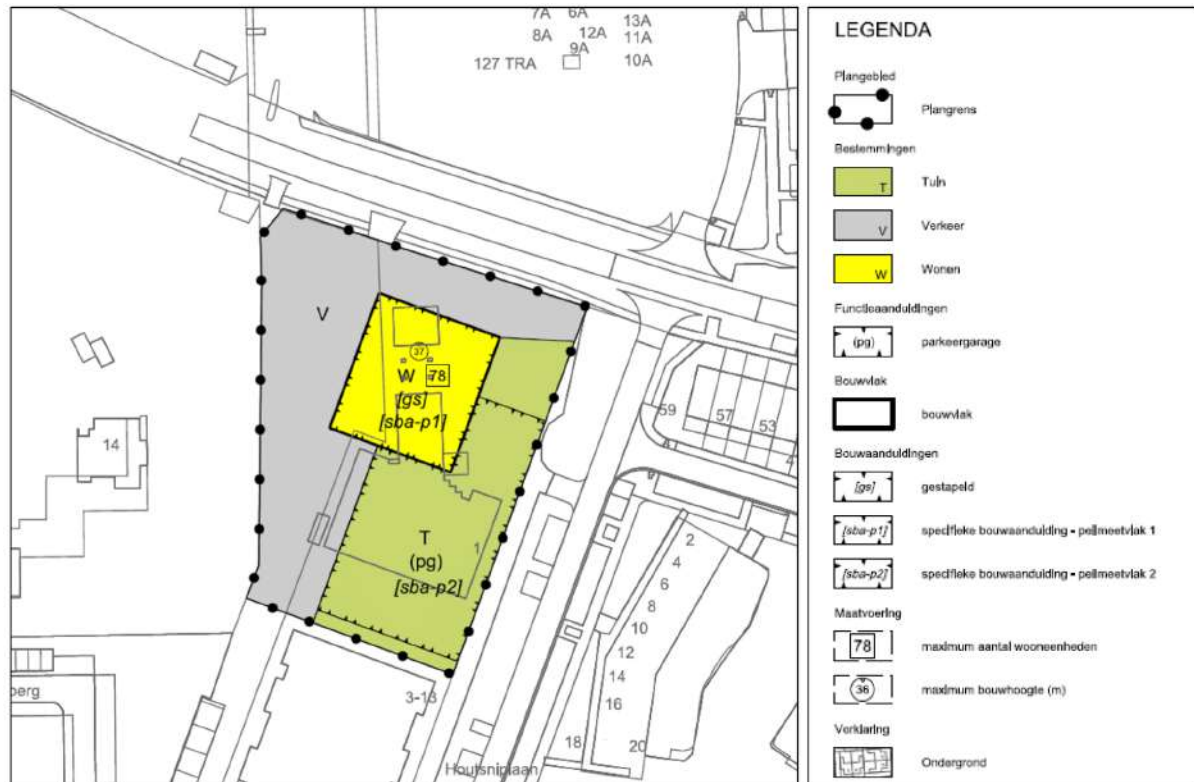 7A 6A 13A
8A 12A 11A
9A
127 TRA 10A
V
37
W 78
[gs]
[sba-p1]
59 57 53
14
T
(pg)
[sba-p2]
1
2
4
6
8
10
12
14
16
18 20
berg
3-13
Houtsniplaan
LEGENDA
Plangebied
Plangrens
Bestemmingen
T Tuin
V Verkeer
W Wonen
Functieaanduidingen
(pg) parkeergarage
Bouwvlak
bouwvlak
Bouwaanduidingen
[gs] gestapeld
[sba-p1] specifieke bouwaanduiding - peilmeetvlak 1
[sba-p2] specifieke bouwaanduiding - peilmeetvlak 2
Maatvoering
78 maximum aantal wooneenheden
36 maximum bouwhoogte (m)
Verklaring
Ondergrond